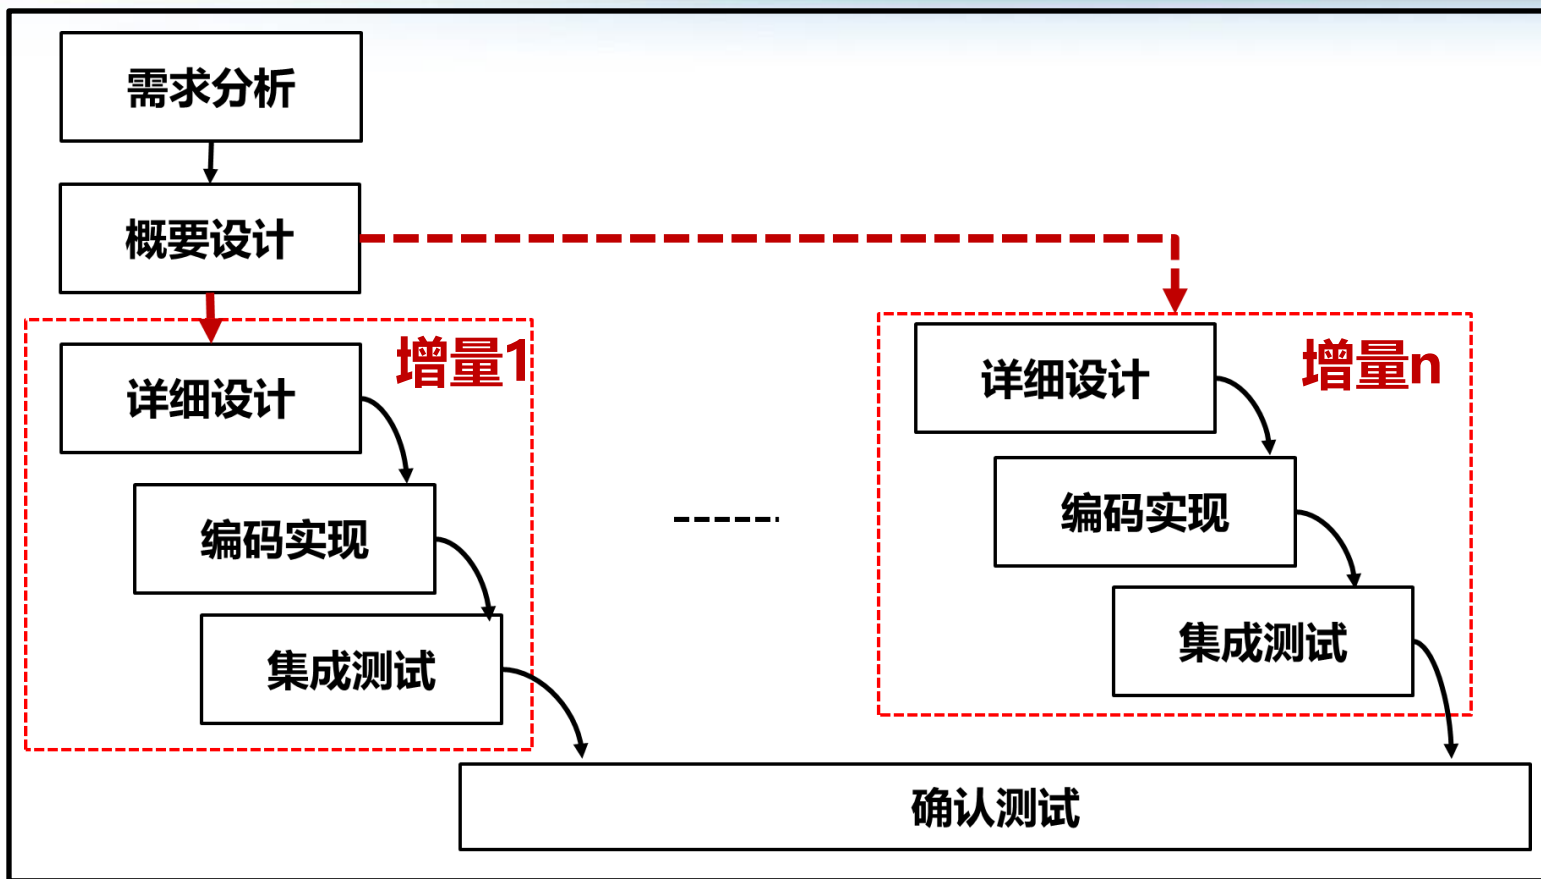 需求分析
概要设计
增量1
详细设计
编码实现
集成测试
增量n
详细设计
编码实现
集成测试
确认测试